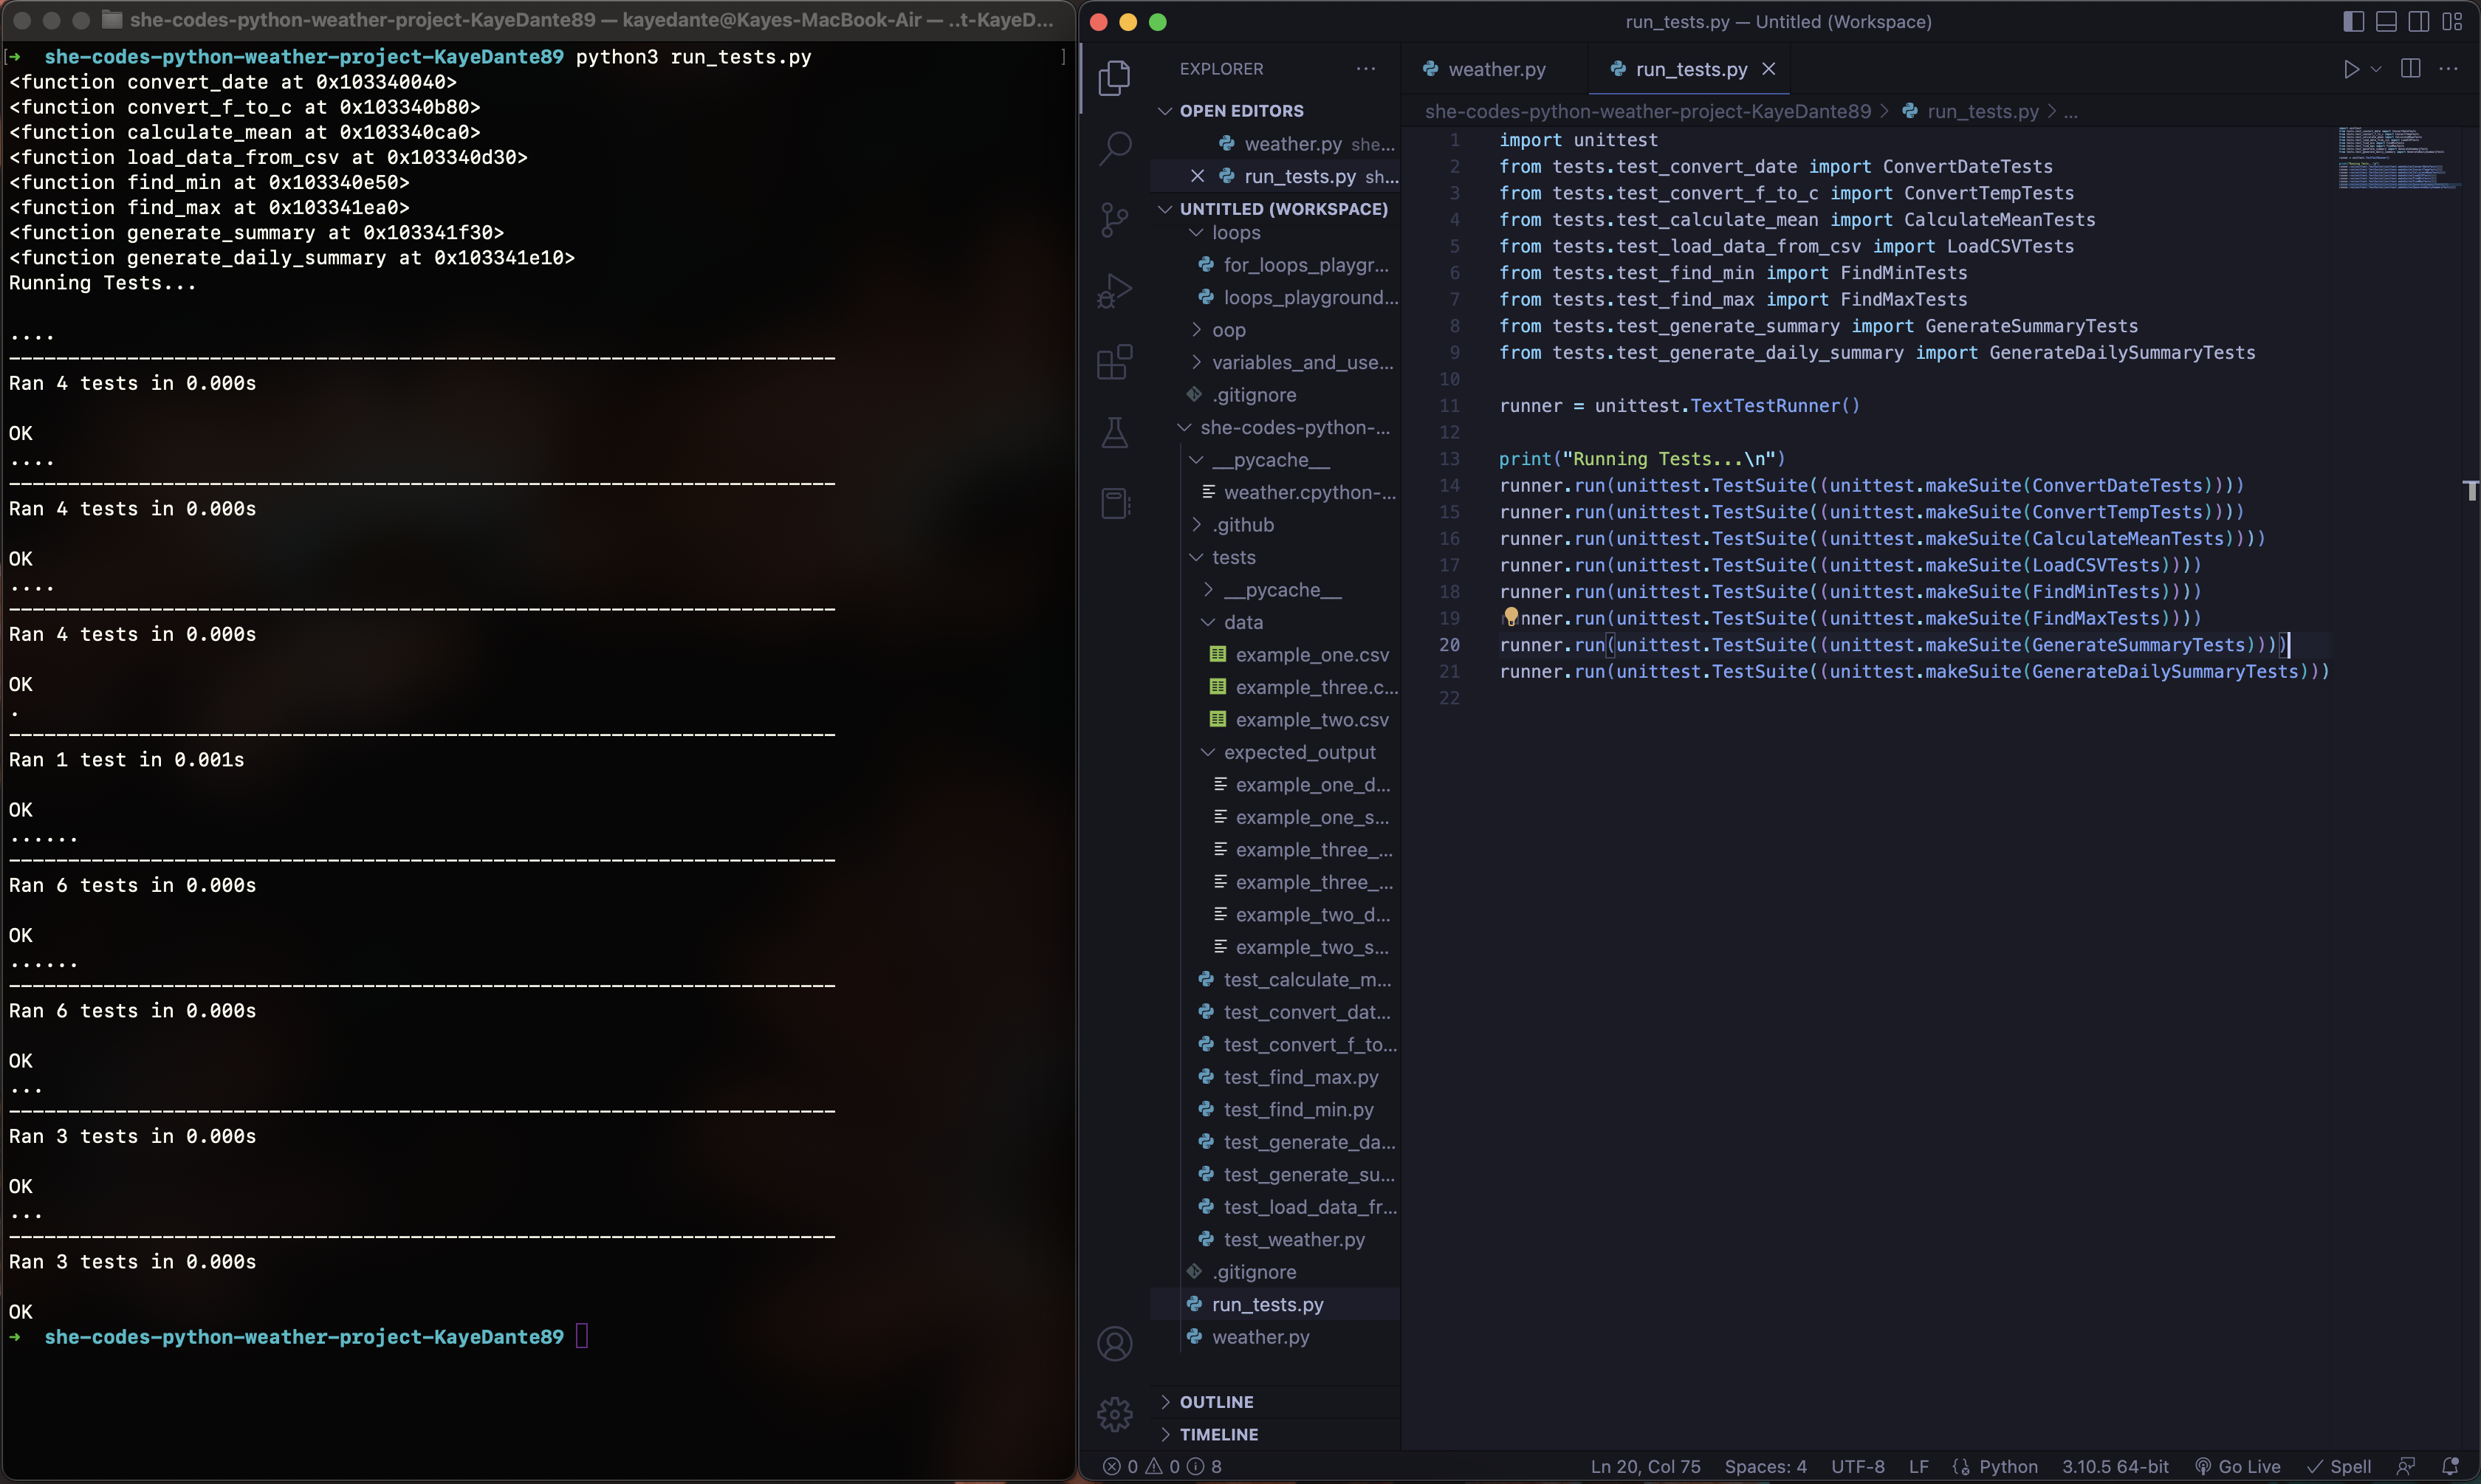 she-codes-python-weather-project-KayeDante89 — kayedante@Kayes-MacBook-Air — ..t-KayeD...
[➜  she-codes-python-weather-project-KayeDante89 python3 run_tests.py ]
<function convert_date at 0x103340040>
<function convert_f_to_c at 0x103340b80>
<function calculate_mean at 0x103340ca0>
<function load_data_from_csv at 0x103340d30>
<function find_min at 0x103340e50>
<function find_max at 0x103341ea0>
<function generate_summary at 0x103341f30>
<function generate_daily_summary at 0x103341e10>
Running Tests...
....
----------------------------------------------------------------------
Ran 4 tests in 0.000s
OK
....
----------------------------------------------------------------------
Ran 4 tests in 0.000s
OK
....
----------------------------------------------------------------------
Ran 4 tests in 0.000s
OK
.
----------------------------------------------------------------------
Ran 1 test in 0.001s
OK
......
----------------------------------------------------------------------
Ran 6 tests in 0.000s
OK
......
----------------------------------------------------------------------
Ran 6 tests in 0.000s
OK
...
----------------------------------------------------------------------
Ran 3 tests in 0.000s
OK
...
----------------------------------------------------------------------
Ran 3 tests in 0.000s
OK
➜  she-codes-python-weather-project-KayeDante89
run_tests.py — Untitled (Workspace)
EXPLORER ...
OPEN EDITORS
weather.py she...
run_tests.py sh...
UNTITLED (WORKSPACE)
loops
for_loops_playgr...
loops_playground...
oop
variables_and_use...
.gitignore
she-codes-python-...
__pycache__
weather.cpython-...
.github
tests
__pycache__
data
example_one.csv
example_three.c...
example_two.csv
expected_output
example_one_d...
example_one_s...
example_three_...
example_three_...
example_two_d...
example_two_s...
test_calculate_m...
test_convert_dat...
test_convert_f_to...
test_find_max.py
test_find_min.py
test_generate_da...
test_generate_su...
test_load_data_fr...
test_weather.py
.gitignore
run_tests.py
weather.py
OUTLINE
TIMELINE
weather.py
run_tests.py
she-codes-python-weather-project-KayeDante89 > run_tests.py > ...
1 import unittest
2 from tests.test_convert_date import ConvertDateTests
3 from tests.test_convert_f_to_c import ConvertTempTests
4 from tests.test_calculate_mean import CalculateMeanTests
5 from tests.test_load_data_from_csv import LoadCSVTests
6 from tests.test_find_min import FindMinTests
7 from tests.test_find_max import FindMaxTests
8 from tests.test_generate_summary import GenerateSummaryTests
9 from tests.test_generate_daily_summary import GenerateDailySummaryTests
10
11 runner = unittest.TextTestRunner()
12
13 print("Running Tests...\n")
14 runner.run(unittest.TestSuite((unittest.makeSuite(ConvertDateTests))))
15 runner.run(unittest.TestSuite((unittest.makeSuite(ConvertTempTests))))
16 runner.run(unittest.TestSuite((unittest.makeSuite(CalculateMeanTests))))
17 runner.run(unittest.TestSuite((unittest.makeSuite(LoadCSVTests))))
18 runner.run(unittest.TestSuite((unittest.makeSuite(FindMinTests))))
19 runner.run(unittest.TestSuite((unittest.makeSuite(FindMaxTests))))
20 runner.run(unittest.TestSuite((unittest.makeSuite(GenerateSummaryTests))))
21 runner.run(unittest.TestSuite((unittest.makeSuite(GenerateDailySummaryTests)))
22
0 0 8 Ln 20, Col 75 Spaces: 4 UTF-8 LF Python 3.10.5 64-bit Go Live Spell